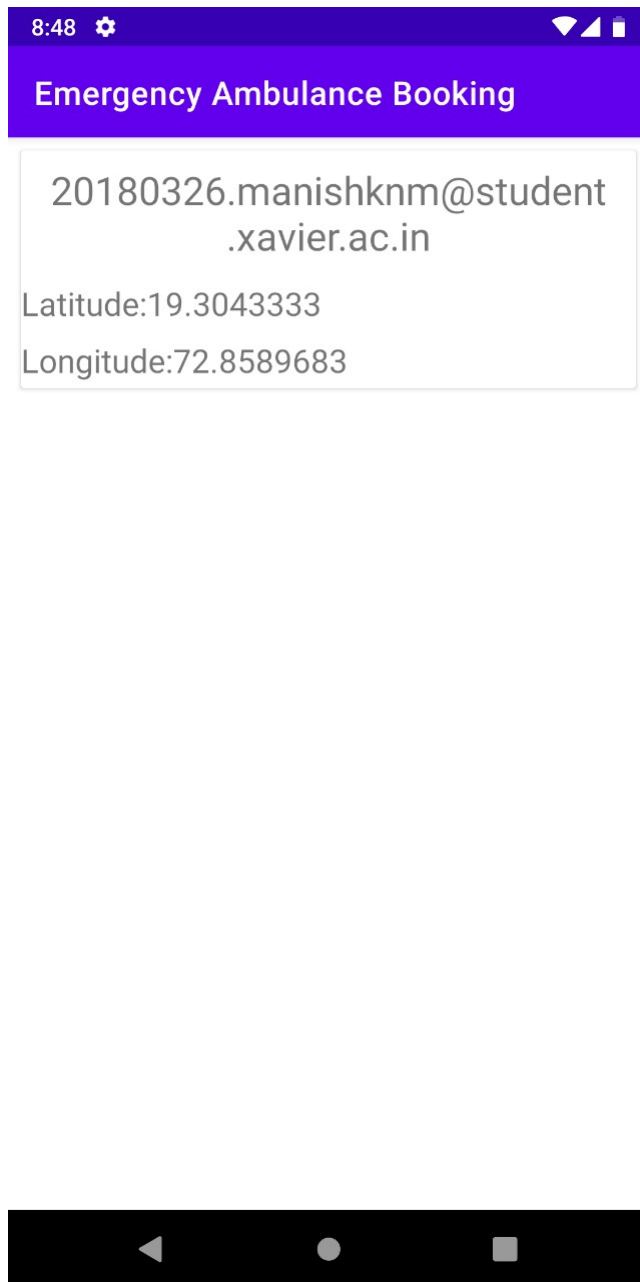 8:48
Emergency Ambulance Booking
20180326.manishknm@student
.xavier.ac.in
Latitude:19.3043333
Longitude:72.8589683